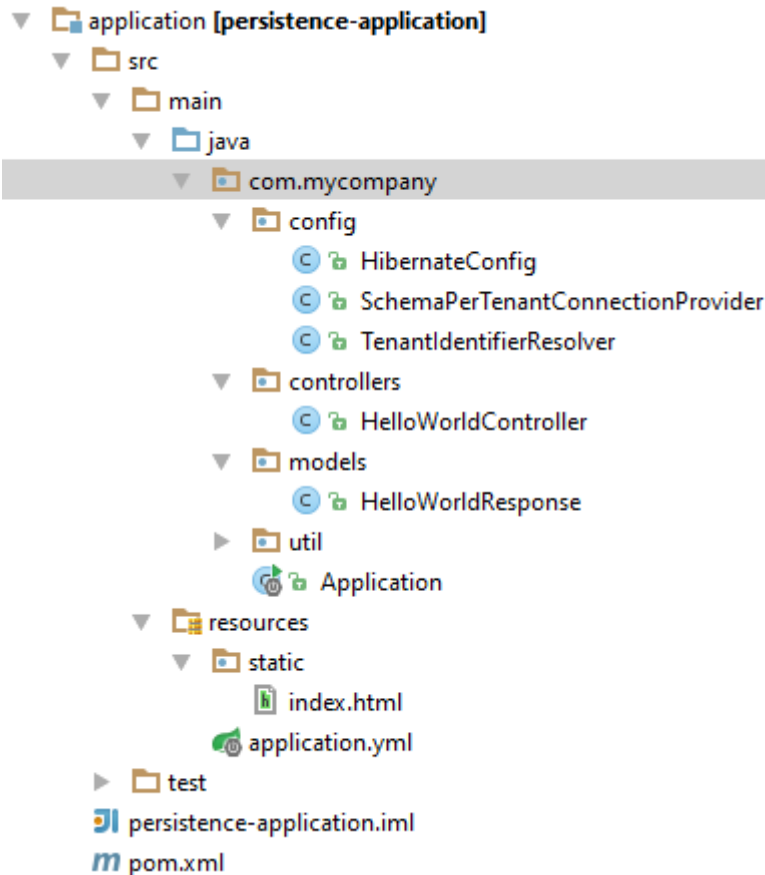 application [persistence-application]
src
main
java
com.mycompany
config
HibernateConfig
SchemaPerTenantConnectionProvider
TenantIdentifierResolver
controllers
HelloWorldController
models
HelloWorldResponse
util
Application
resources
static
index.html
application.yml
test
persistence-application.iml
pom.xml